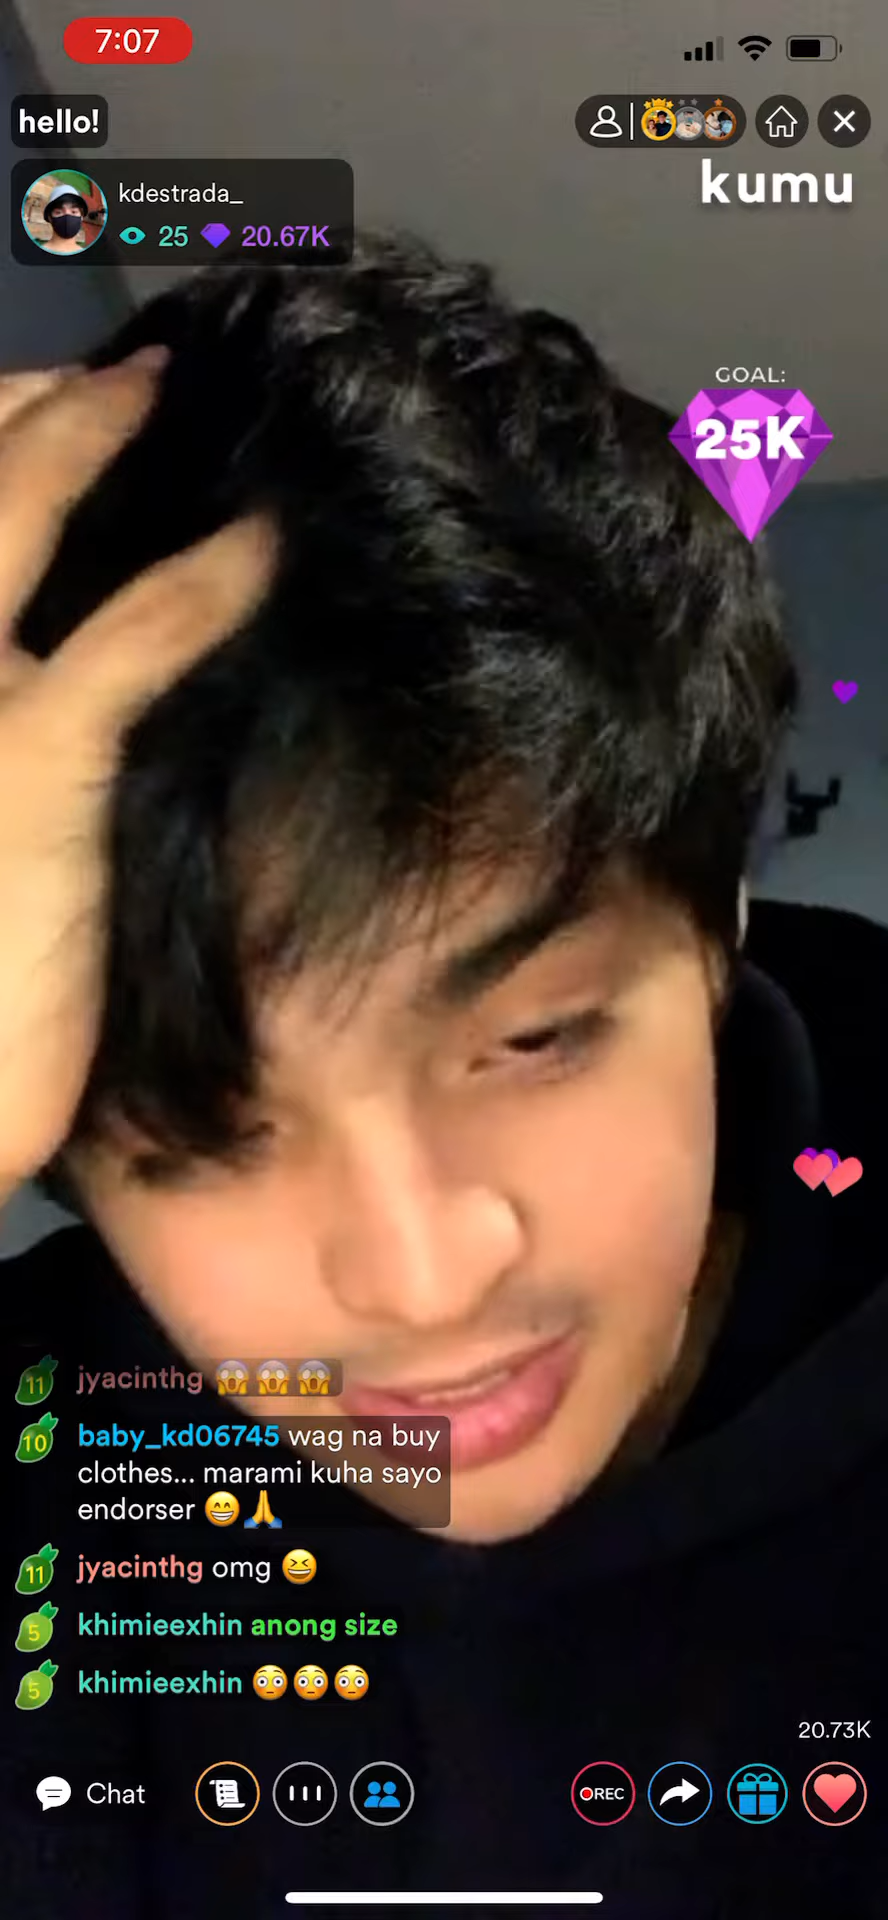 7:07
hello!
kdestrada_
25 20.67K
kumu
GOAL:
25K
11 jyacinthg 😱😱😱
10 baby_kd06745 wag na buy
clothes... marami kuha sayo
endorser 😁🙏
11 jyacinthg omg 😆
5 khimieexhin anong size
5 khimieexhin 😳😳😳
20.73K
Chat
REC